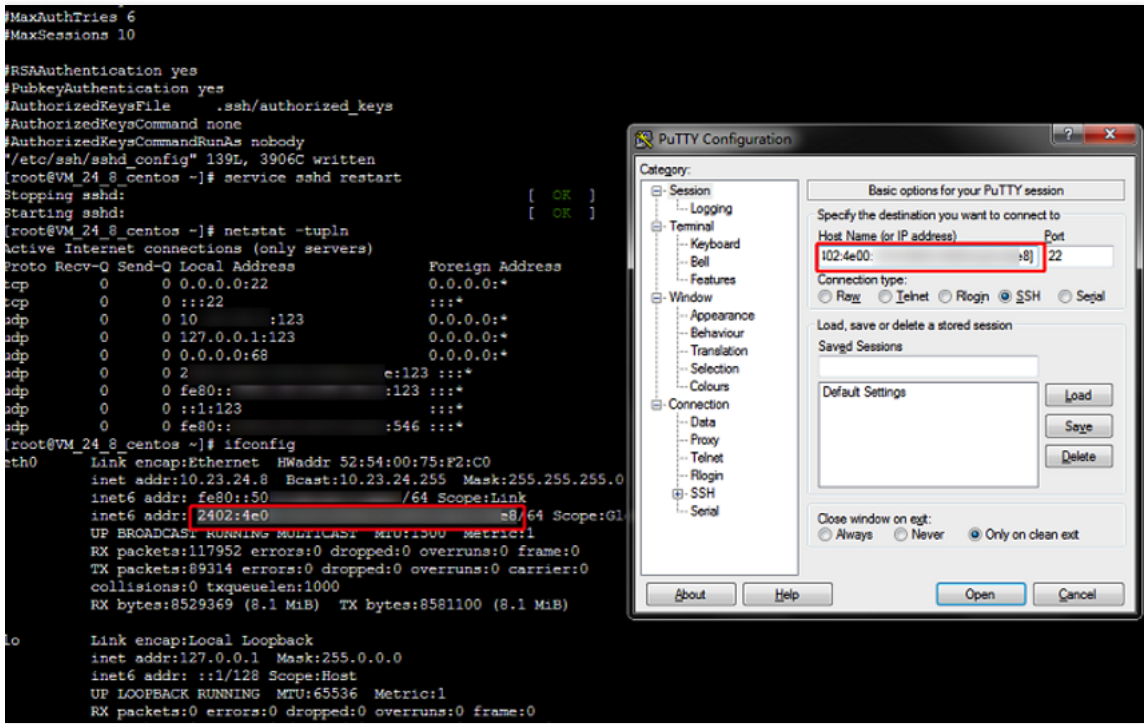 #MaxAuthTries 6
#MaxSessions 10
#RSAAuthentication yes
#PubkeyAuthentication yes
#AuthorizedKeysFile .ssh/authorized_keys
#AuthorizedKeysCommand none
#AuthorizedKeysCommandRunAs nobody
"/etc/ssh/sshd_config" 139L, 3906C written
[root@VM_24_8_centos ~]# service sshd restart
Stopping sshd: [ OK ]
Starting sshd: [ OK ]
[root@VM_24_8_centos ~]# netstat -tupln
Active Internet connections (only servers)
Proto Recv-Q Send-Q Local Address Foreign Address
tcp 0 0 0.0.0.0:22 0.0.0.0:*
tcp 0 0 :::22 :::*
udp 0 0 10 :123 0.0.0.0:*
udp 0 0 127.0.0.1:123 0.0.0.0:*
udp 0 0 0.0.0.0:68 0.0.0.0:*
udp 0 0 2 e:123 :::*
udp 0 0 fe80:: :123 :::*
udp 0 0 ::1:123 :::*
udp 0 0 fe80:: :546 :::*
[root@VM_24_8_centos ~]# ifconfig
eth0 Link encap:Ethernet HWaddr 52:54:00:75:F2:C0
inet addr:10.23.24.8 Bcast:10.23.24.255 Mask:255.255.255.0
inet6 addr: fe80::50 /64 Scope:Link
inet6 addr: 2402:4e0 e8/64 Scope:Gl
UP BROADCAST RUNNING MULTICAST MTU:1500 Metric:1
RX packets:117952 errors:0 dropped:0 overruns:0 frame:0
TX packets:89314 errors:0 dropped:0 overruns:0 carrier:0
collisions:0 txqueuelen:1000
RX bytes:8529369 (8.1 MiB) TX bytes:8581100 (8.1 MiB)
lo Link encap:Local Loopback
inet addr:127.0.0.1 Mask:255.0.0.0
inet6 addr: ::1/128 Scope:Host
UP LOOPBACK RUNNING MTU:65536 Metric:1
RX packets:0 errors:0 dropped:0 overruns:0 frame:0
PuTTY Configuration
Category:
Session
Logging
Terminal
Keyboard
Bell
Features
Window
Appearance
Behaviour
Translation
Selection
Colours
Connection
Data
Proxy
Telnet
Rlogin
SSH
Serial
Basic options for your PuTTY session
Specify the destination you want to connect to
Host Name (or IP address) Port
402:4e00: e8] 22
Connection type:
Raw Telnet Rlogin SSH Serial
Load, save or delete a stored session
Saved Sessions
Default Settings
Load
Save
Delete
Close window on exit:
Always Never Only on clean exit
About Help Open Cancel